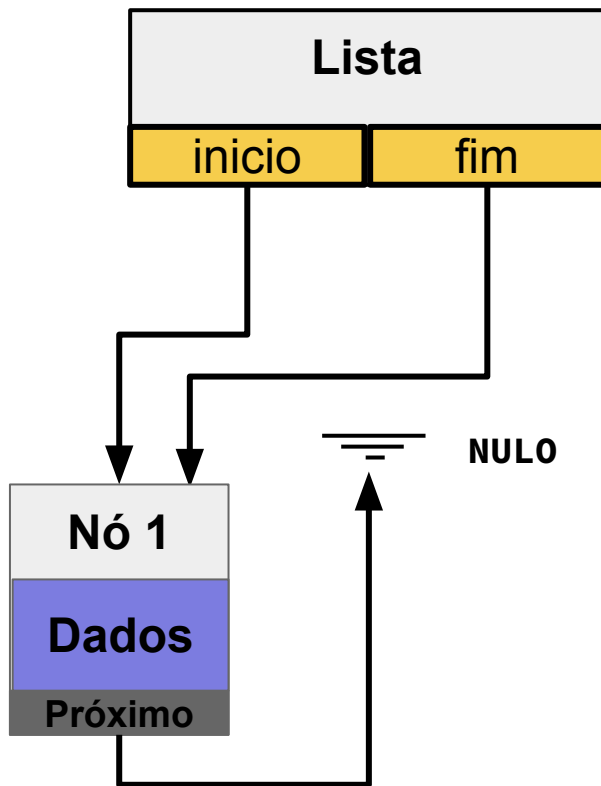 Lista
inicio fim
NULO
Nó 1
Dados
Próximo